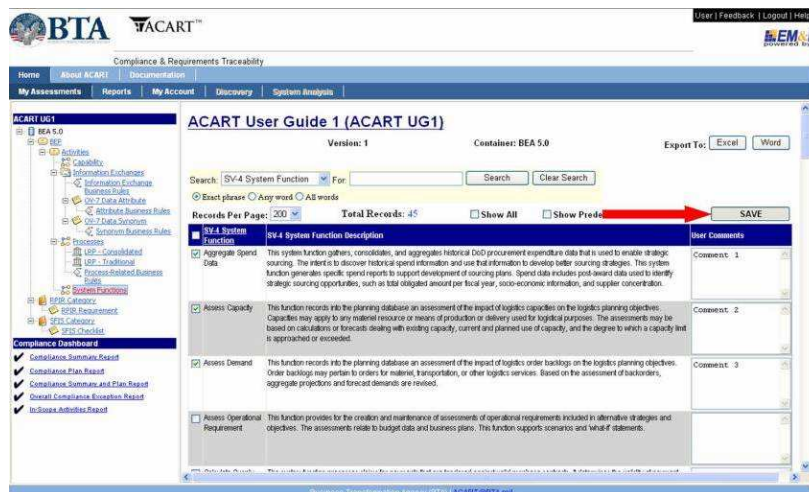 User | Feedback | Logout | Help
BTA
ACART™
EM&
powered b
Compliance & Requirements Traceability
Home
About ACART
Documentation
My Assessments
Reports
My Account
Discovery
System Analysis
ACART UG1
BEA 5.0
BEP
Activities
Capability
Information Exchanges
Information Exchange
Business Rules
OV-7 Data Attribute
Attribute Business Rules
OV-7 Data Synonym
Synonym Business Rules
Processes
LRP - Consolidated
LRP - Traditional
Process-Related Business
Rules
System Functions
RPIR Category
RPIR Requirement
SFIS Category
SFIS Checklist
Compliance Dashboard
Compliance Summary Report
Compliance Plan Report
Compliance Summary and Plan Report
Overall Compliance Exception Report
In-Scope Activities Report
ACART User Guide 1 (ACART UG1)
Version: 1
Container: BEA 5.0
Export To:
Excel
Word
Search:
SV-4 System Function
For
Search
Clear Search
Exact phrase
Any word
All words
Records Per Page:
200
Total Records: 45
Show All
Show Prede
SAVE
SV-4 System
Function
SV-4 System Function Description
User Comments
Aggregate Spend
Data
This system function gathers, consolidates, and aggregates historical DoD procurement expenditure data that is used to enable strategic
sourcing. The intent is to discover historical spend information and use that information to develop better sourcing strategies. This system
function generates specific spend reports to support development of sourcing plans. Spend data includes post-award data used to identify
strategic sourcing opportunities, such as total obligated amount per fiscal year, socio-economic information, and supplier concentration.
Comment 1
Assess Capacity
This function records into the planning database an assessment of the impact of logistics capacities on the logistics planning objectives.
Capacities may apply to any materiel resource or means of production or delivery used for logistical purposes. The assessments may be
based on calculations or forecasts dealing with existing capacity, current and planned use of capacity, and the degree to which a capacity limit
is approached or exceeded.
Comment 2
Assess Demand
This function records into the planning database an assessment of the impact of logistics order backlogs on the logistics planning objectives.
Order backlogs may pertain to orders for materiel, transportation, or other logistics services. Based on the assessment of backorders,
aggregate projections and forecast demands are revised.
Comment 3
Assess Operational
Requirement
This function provides for the creation and maintenance of assessments of operational requirements included in alternative strategies and
objectives. The assessments relate to budget data and business plans. This function supports scenarios and 'what-if' statements.